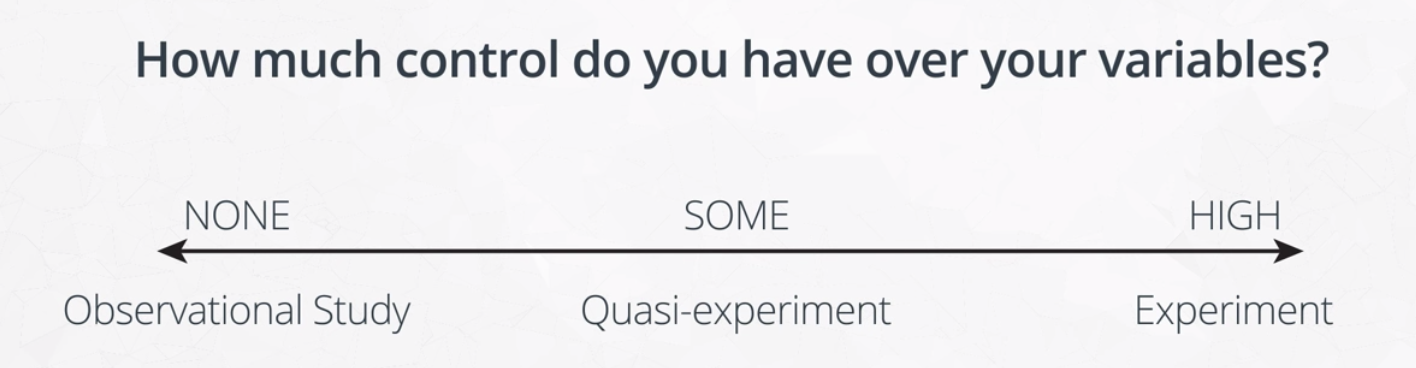 How much control do you have over your variables?
NONE SOME HIGH
Observational Study Quasi-experiment Experiment